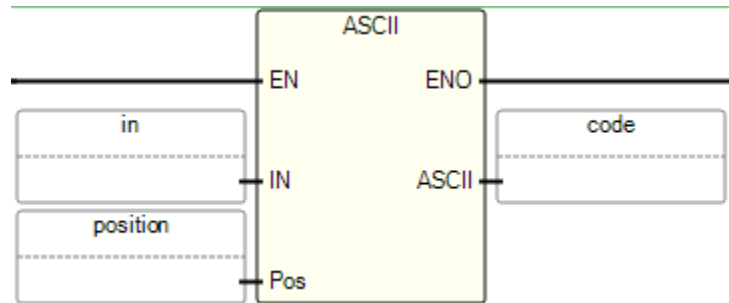 ASCII
EN ENO
in code
IN ASCII
position
Pos